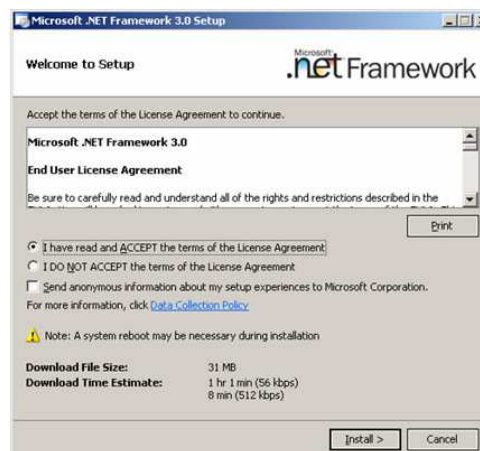 Microsoft .NET Framework 3.0 Setup
Welcome to Setup
Microsoft
.net Framework
Accept the terms of the License Agreement to continue.
Microsoft .NET Framework 3.0
End User License Agreement
Be sure to carefully read and understand all of the rights and restrictions described in the
Print
I have read and ACCEPT the terms of the License Agreement
I DO NOT ACCEPT the terms of the License Agreement
Send anonymous information about my setup experiences to Microsoft Corporation.
For more information, click Data Collection Policy
Note: A system reboot may be necessary during installation
Download File Size: 31 MB
Download Time Estimate: 1 hr 1 min (56 kbps)
8 min (512 kbps)
Install > Cancel